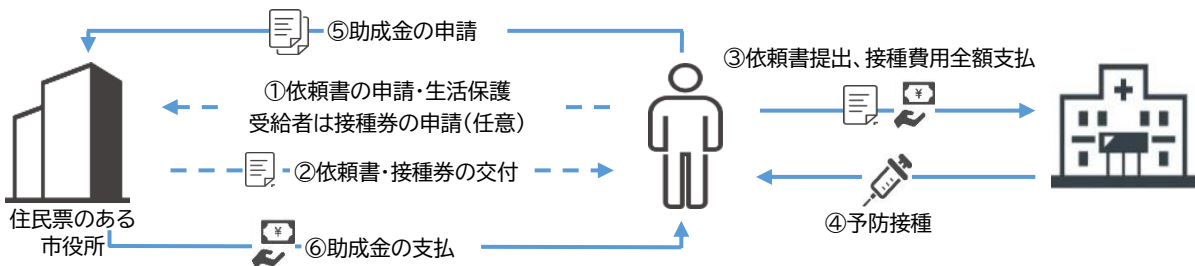 ⑤助成金の申請
①依頼書の申請・生活保護
受給者は接種券の申請(任意)
②依頼書・接種券の交付
住民票のある
市役所
¥
⑥助成金の支払
③依頼書提出、接種費用全額支払
¥
④予防接種